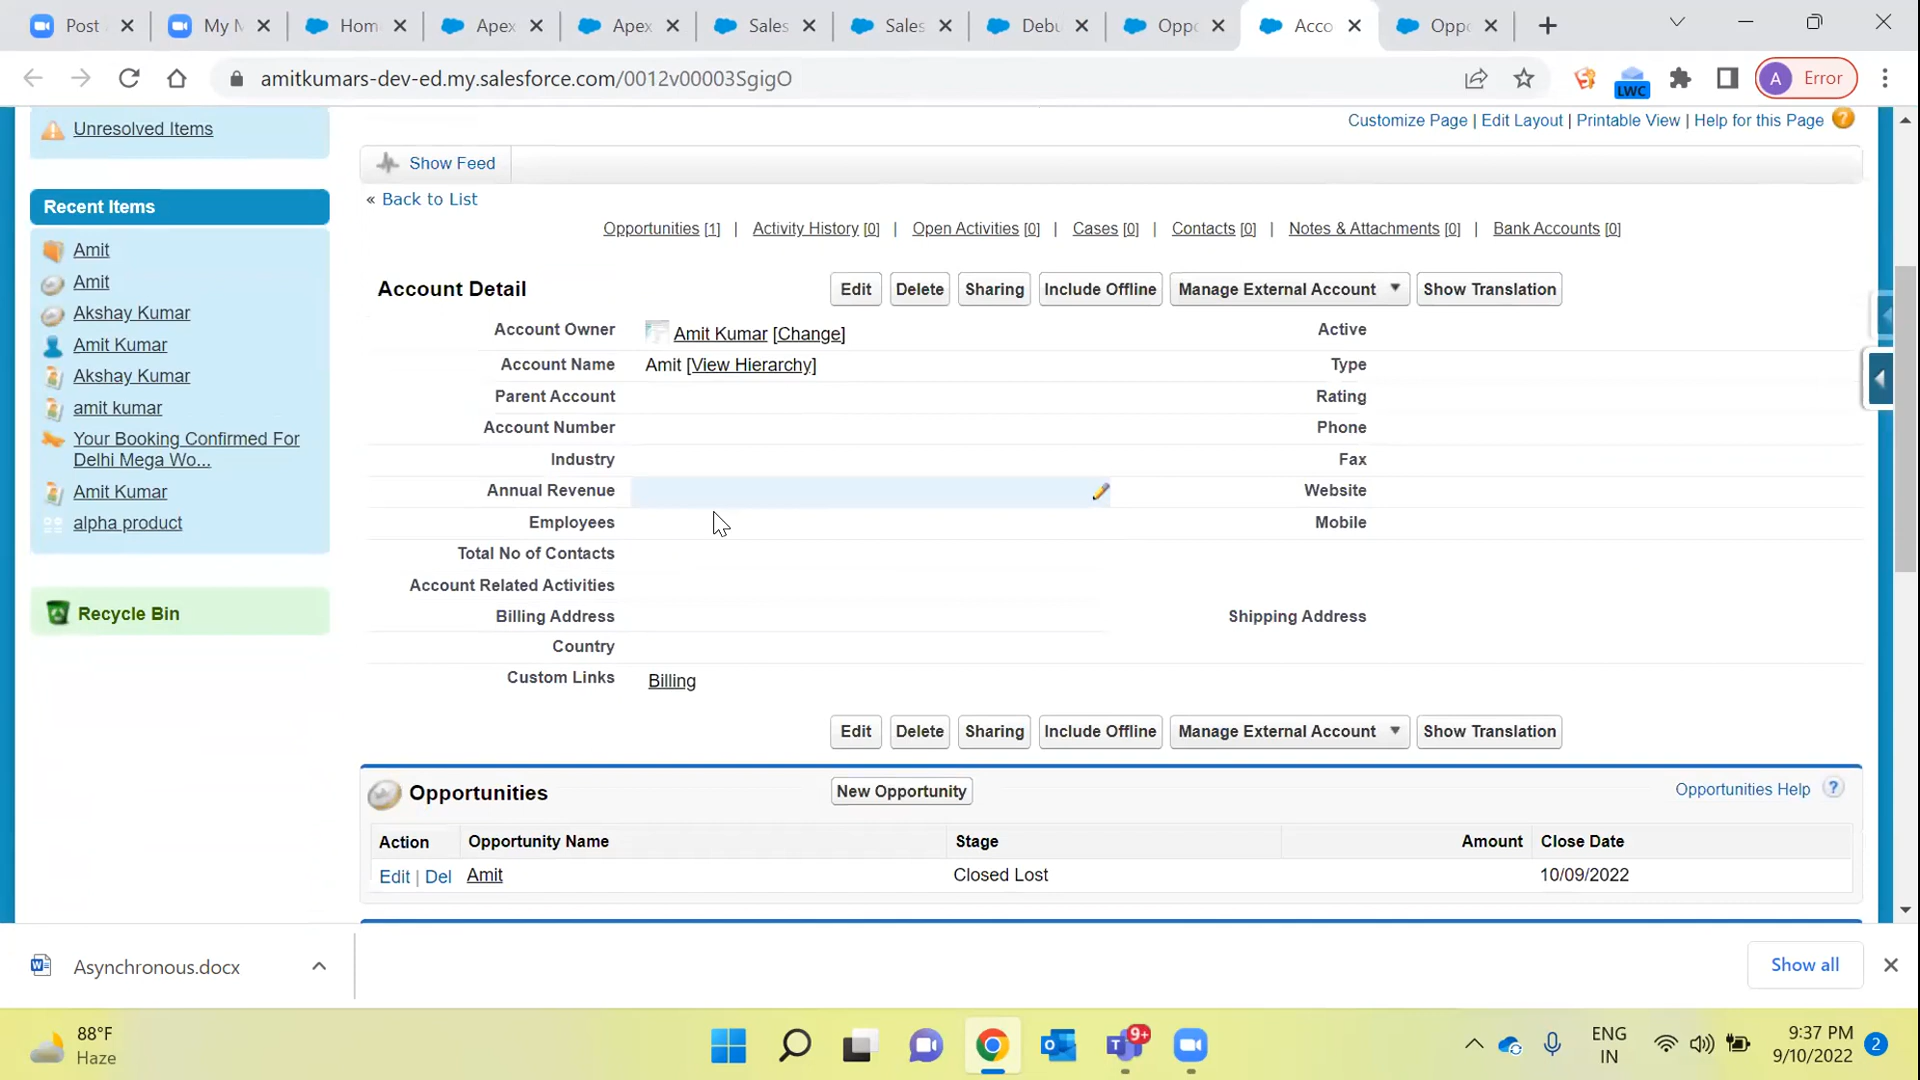 Post
My M
Hom
Apex
Apex
Sales
Sales
Debu
Oppo
Acco
Oppo
amitkumars-dev-ed.my.salesforce.com/0012v00003SgigO
LWC
A
Error
Unresolved Items
Customize Page | Edit Layout | Printable View | Help for this Page ?
Show Feed
« Back to List
Recent Items
Amit
Amit
Akshay Kumar
Amit Kumar
Akshay Kumar
amit kumar
Your Booking Confirmed For
Delhi Mega Wo...
Amit Kumar
alpha product
Recycle Bin
Opportunities [1] | Activity History [0] | Open Activities [0] | Cases [0] | Contacts [0] | Notes & Attachments [0] | Bank Accounts [0]
Account Detail
Edit Delete Sharing Include Offline Manage External Account Show Translation
Account Owner Amit Kumar [Change] Active
Account Name Amit [View Hierarchy] Type
Parent Account Rating
Account Number Phone
Industry Fax
Annual Revenue Website
Employees Mobile
Total No of Contacts
Account Related Activities
Billing Address Shipping Address
Country
Custom Links Billing
Edit Delete Sharing Include Offline Manage External Account Show Translation
Opportunities New Opportunity Opportunities Help ?
Action Opportunity Name Stage Amount Close Date
Edit | Del Amit Closed Lost 10/09/2022
Asynchronous.docx
Show all
88°F
Haze
9+
ENG
IN
9:37 PM
9/10/2022
2